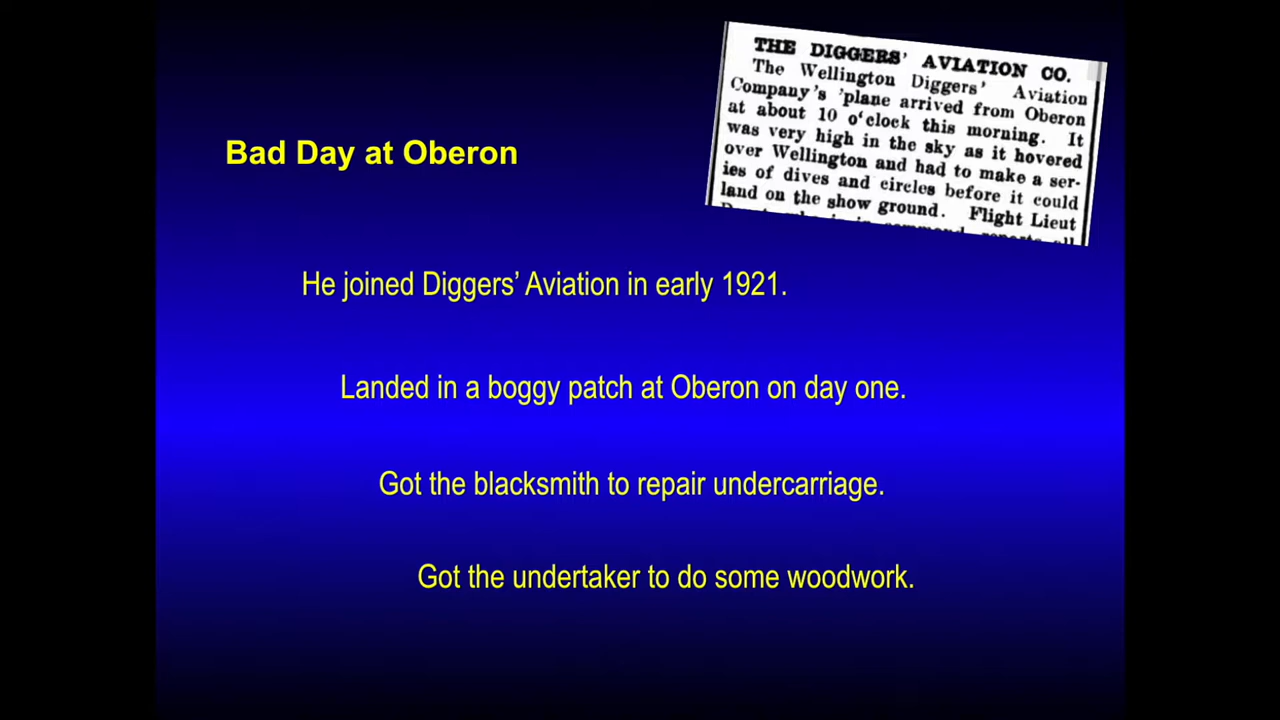 THE DIGGERS' AVIATION CO.
The Wellington Diggers' Aviation
Company's 'plane arrived from Oberon
at about 10 o'clock this morning. It
was very high in the sky as it hovered
over Wellington and had to make a ser-
ies of dives and circles before it could
land on the show ground. Flight Lieut
Bad Day at Oberon
He joined Diggers' Aviation in early 1921.
Landed in a boggy patch at Oberon on day one.
Got the blacksmith to repair undercarriage.
Got the undertaker to do some woodwork.